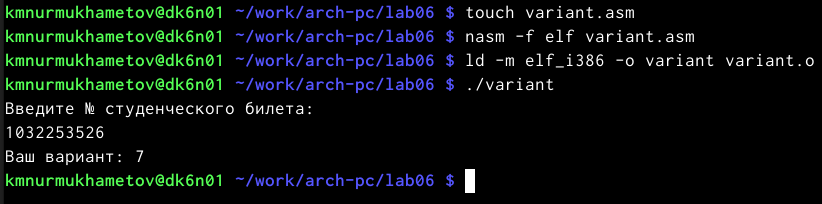 kmnurmukhametov@dk6n01 ~/work/arch-pc/lab06 $ touch variant.asm
kmnurmukhametov@dk6n01 ~/work/arch-pc/lab06 $ nasm -f elf variant.asm
kmnurmukhametov@dk6n01 ~/work/arch-pc/lab06 $ ld -m elf_i386 -o variant variant.o
kmnurmukhametov@dk6n01 ~/work/arch-pc/lab06 $ ./variant
Введите № студенческого билета:
1032253526
Ваш вариант: 7
kmnurmukhametov@dk6n01 ~/work/arch-pc/lab06 $